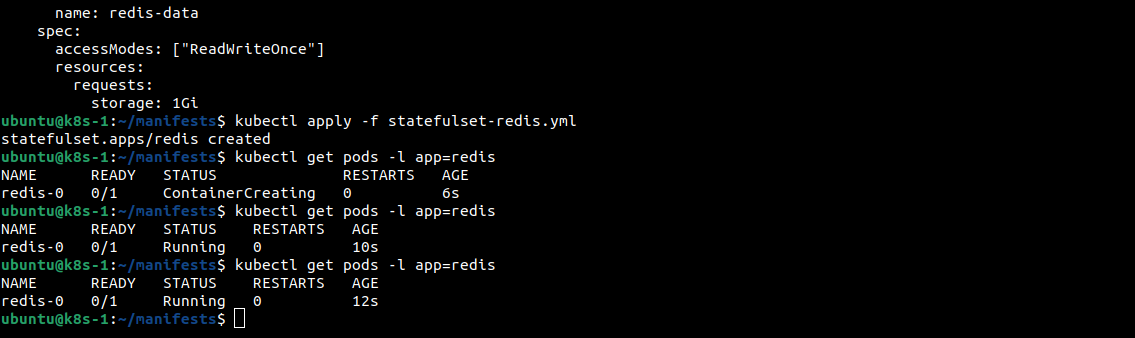 name: redis-data
    spec:
      accessModes: ["ReadWriteOnce"]
      resources:
        requests:
          storage: 1Gi
ubuntu@k8s-1:~/manifests$ kubectl apply -f statefulset-redis.yml
statefulset.apps/redis created
ubuntu@k8s-1:~/manifests$ kubectl get pods -l app=redis
NAME      READY   STATUS              RESTARTS   AGE
redis-0   0/1     ContainerCreating   0          6s
ubuntu@k8s-1:~/manifests$ kubectl get pods -l app=redis
NAME      READY   STATUS    RESTARTS   AGE
redis-0   0/1     Running   0          10s
ubuntu@k8s-1:~/manifests$ kubectl get pods -l app=redis
NAME      READY   STATUS    RESTARTS   AGE
redis-0   0/1     Running   0          12s
ubuntu@k8s-1:~/manifests$